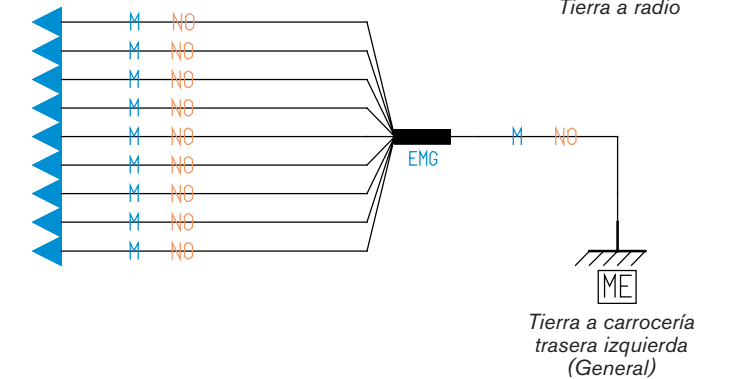 Tierra a radio
M NO
M NO
M NO
M NO
M NO
M NO
M NO
M NO
M NO
EMG
M NO
ME
Tierra a carrocería
trasera izquierda
(General)